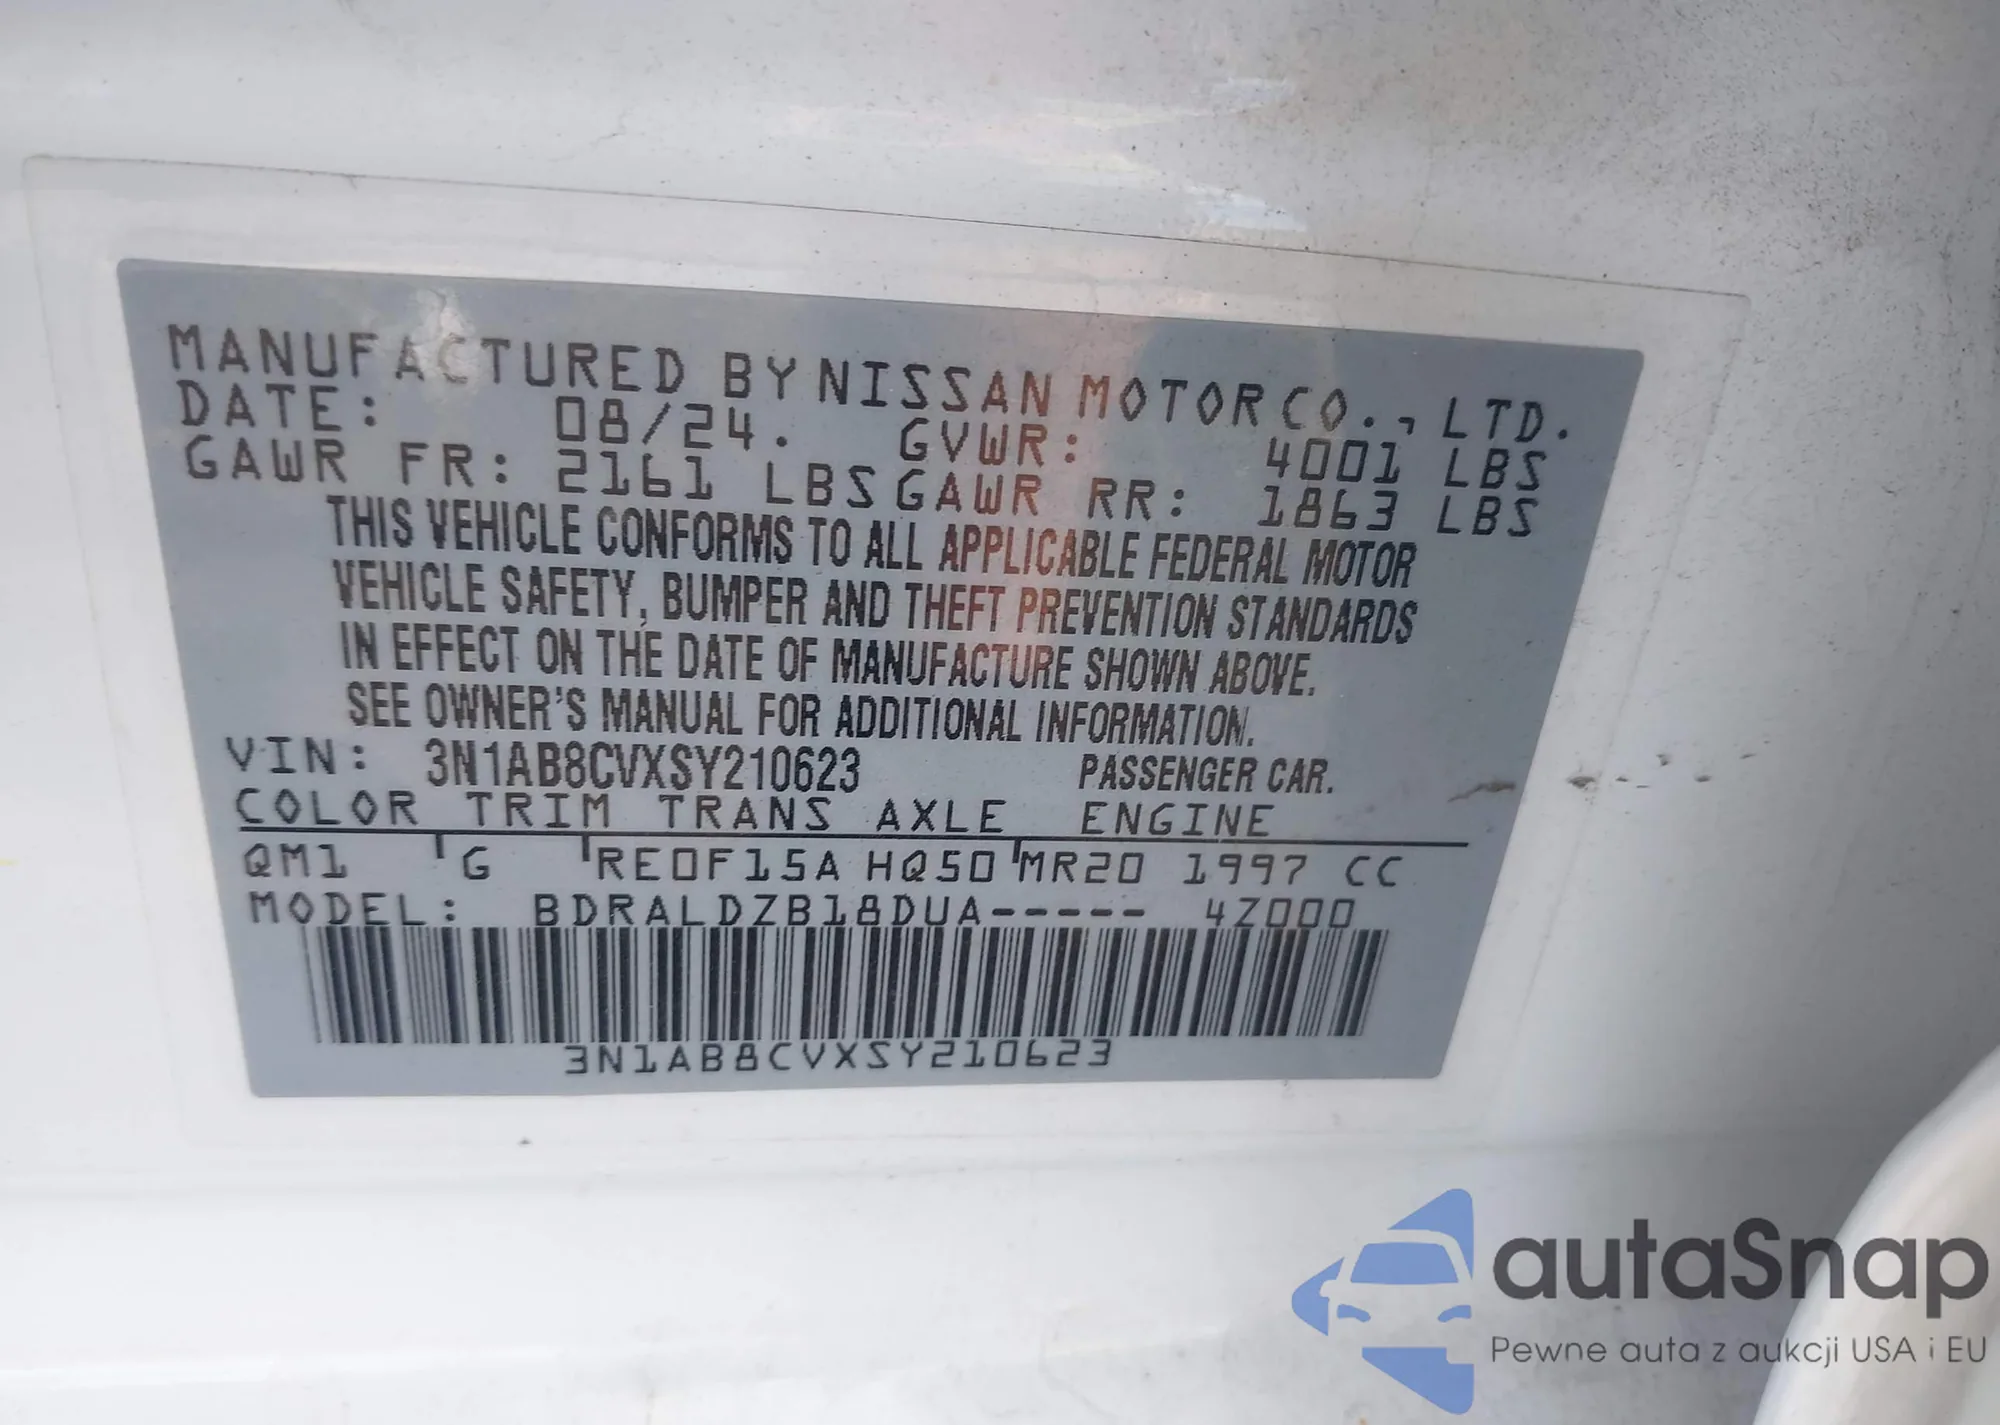 MANUFACTURED BY NISSAN MOTOR CO., LTD.
DATE: 08/24. GVWR: 4001 LBS
GAWR FR: 2161 LBS GAWR RR: 1863 LBS
THIS VEHICLE CONFORMS TO ALL APPLICABLE FEDERAL MOTOR
VEHICLE SAFETY, BUMPER AND THEFT PREVENTION STANDARDS
IN EFFECT ON THE DATE OF MANUFACTURE SHOWN ABOVE.
SEE OWNER'S MANUAL FOR ADDITIONAL INFORMATION.
VIN: 3N1AB8CVXSY210623 PASSENGER CAR.
COLOR TRIM TRANS AXLE ENGINE
QM1 G RE0F15A HQ50 MR20 1997 CC
MODEL: BDRALDZB18DUA----- 4Z000
3N1AB8CVXSY210623
autaSnap
Pewne auta z aukcji USA i EU